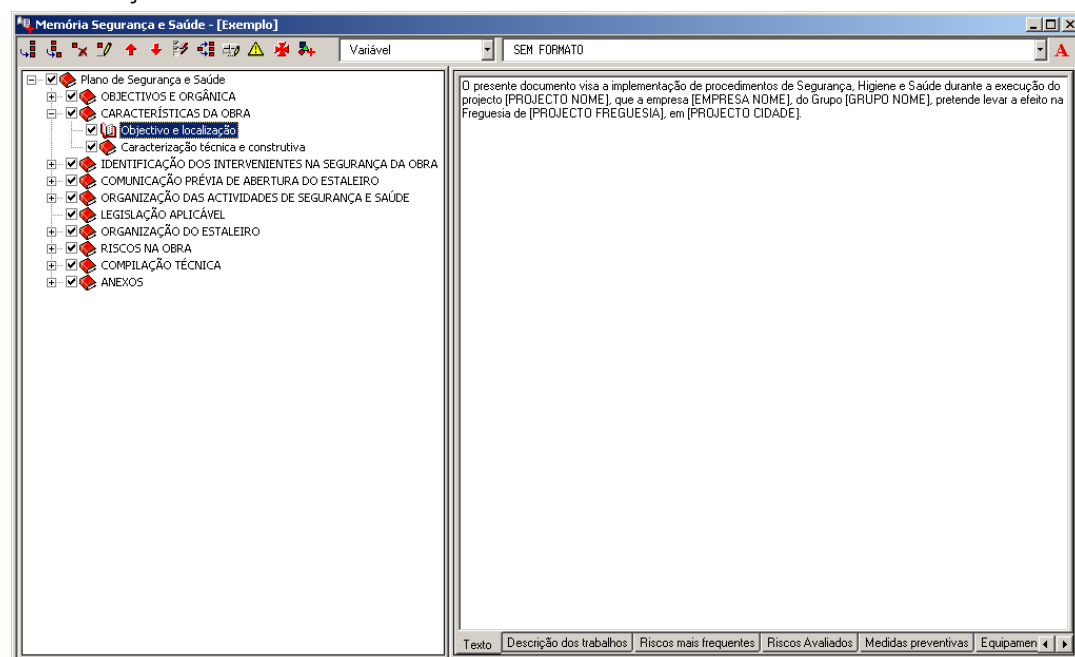 Memória Segurança e Saúde - [Exemplo]
Variável
SEM FORMATO
A
Plano de Segurança e Saúde
OBJECTIVOS E ORGÂNICA
CARACTERÍSTICAS DA OBRA
Objectivo e localização
Caracterização técnica e construtiva
IDENTIFICAÇÃO DOS INTERVENIENTES NA SEGURANÇA DA OBRA
COMUNICAÇÃO PRÉVIA DE ABERTURA DO ESTALEIRO
ORGANIZAÇÃO DAS ACTIVIDADES DE SEGURANÇA E SAÚDE
LEGISLAÇÃO APLICÁVEL
ORGANIZAÇÃO DO ESTALEIRO
RISCOS NA OBRA
COMPILAÇÃO TÉCNICA
ANEXOS
O presente documento visa a implementação de procedimentos de Segurança, Higiene e Saúde durante a execução do
projecto [PROJECTO NOME], que a empresa [EMPRESA NOME], do Grupo [GRUPO NOME], pretende levar a efeito na
Freguesia de [PROJECTO FREGUESIA], em [PROJECTO CIDADE].
Texto Descrição dos trabalhos Riscos mais frequentes Riscos Avaliados Medidas preventivas Equipamen